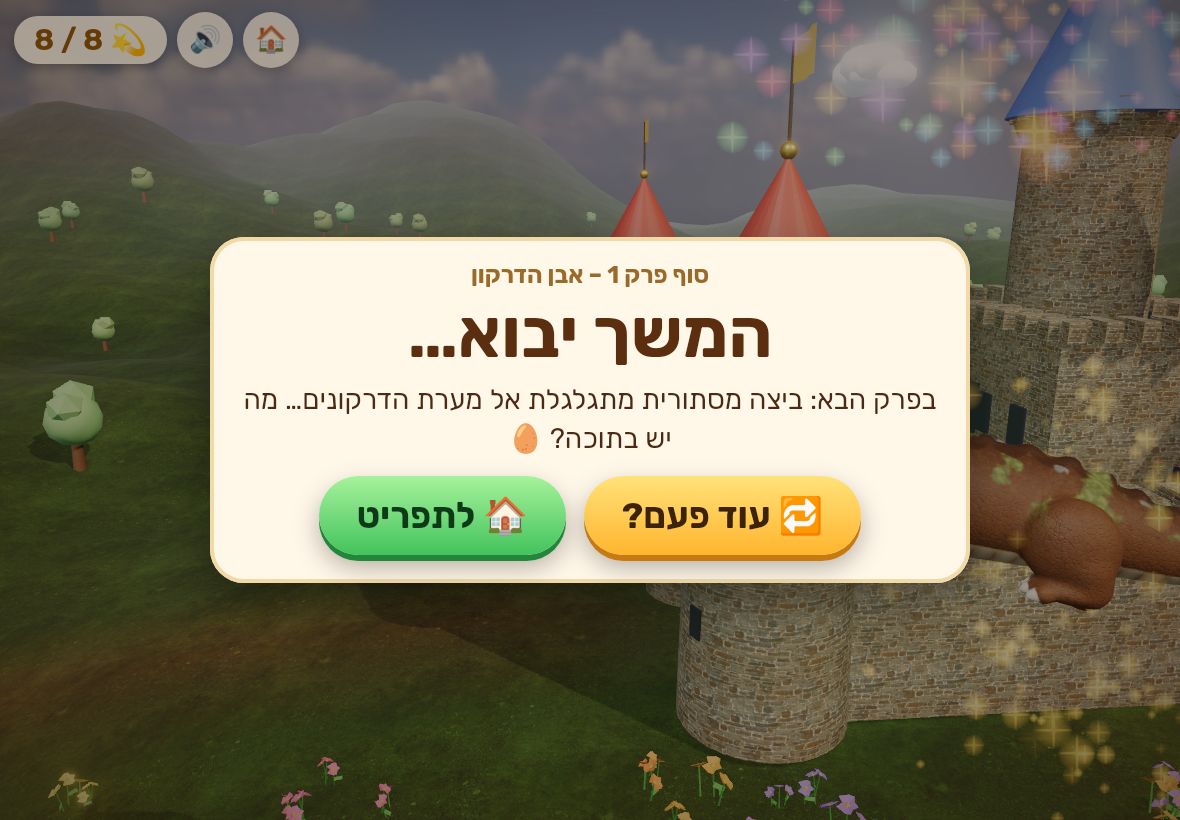 8 / 8
סוף פרק 1 – אבן הדרקון
המשך יבוא...
בפרק הבא: ביצה מסתורית מתגלגלת אל מערת הדרקונים... מה
יש בתוכה? 🥚
🔁 עוד פעם?
🏠 לתפריט